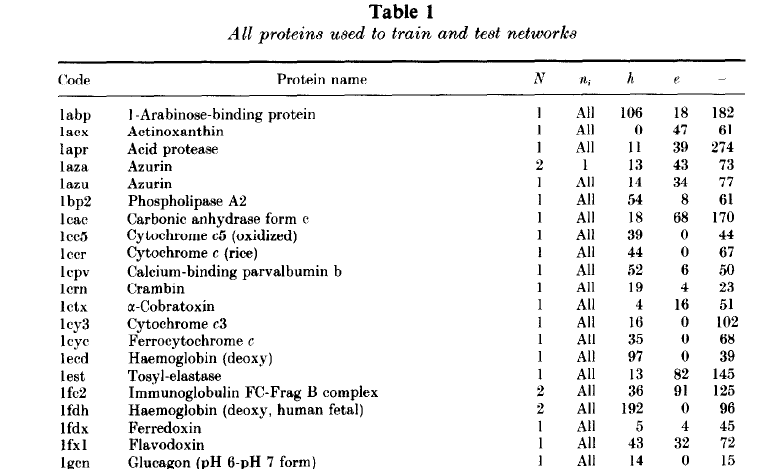 Table 1
All proteins used to train and test networks
Code Protein name N ni h e –
1abp 1-Arabinose-binding protein 1 All 106 18 182
1acx Actinoxanthin 1 All 0 47 61
1apr Acid protease 1 All 11 39 274
1aza Azurin 2 1 13 43 73
1azu Azurin 1 All 14 34 77
1bp2 Phospholipase A2 1 All 54 8 61
1cac Carbonic anhydrase form c 1 All 18 68 170
1cc5 Cytochrome c5 (oxidized) 1 All 39 0 44
1ccr Cytochrome c (rice) 1 All 44 0 67
1cpv Calcium-binding parvalbumin b 1 All 52 6 50
1crn Crambin 1 All 19 4 23
1ctx α-Cobratoxin 1 All 4 16 51
1cy3 Cytochrome c3 1 All 16 0 102
1cyc Ferrocytochrome c 1 All 35 0 68
1ecd Haemoglobin (deoxy) 1 All 97 0 39
1est Tosyl-elastase 1 All 13 82 145
1fc2 Immunoglobulin FC-Frag B complex 2 All 36 91 125
1fdh Haemoglobin (deoxy, human fetal) 2 All 192 0 96
1fdx Ferredoxin 1 All 5 4 45
1fx1 Flavodoxin 1 All 43 32 72
1gcn Glucagon (pH 6-pH 7 form) 1 All 14 0 15